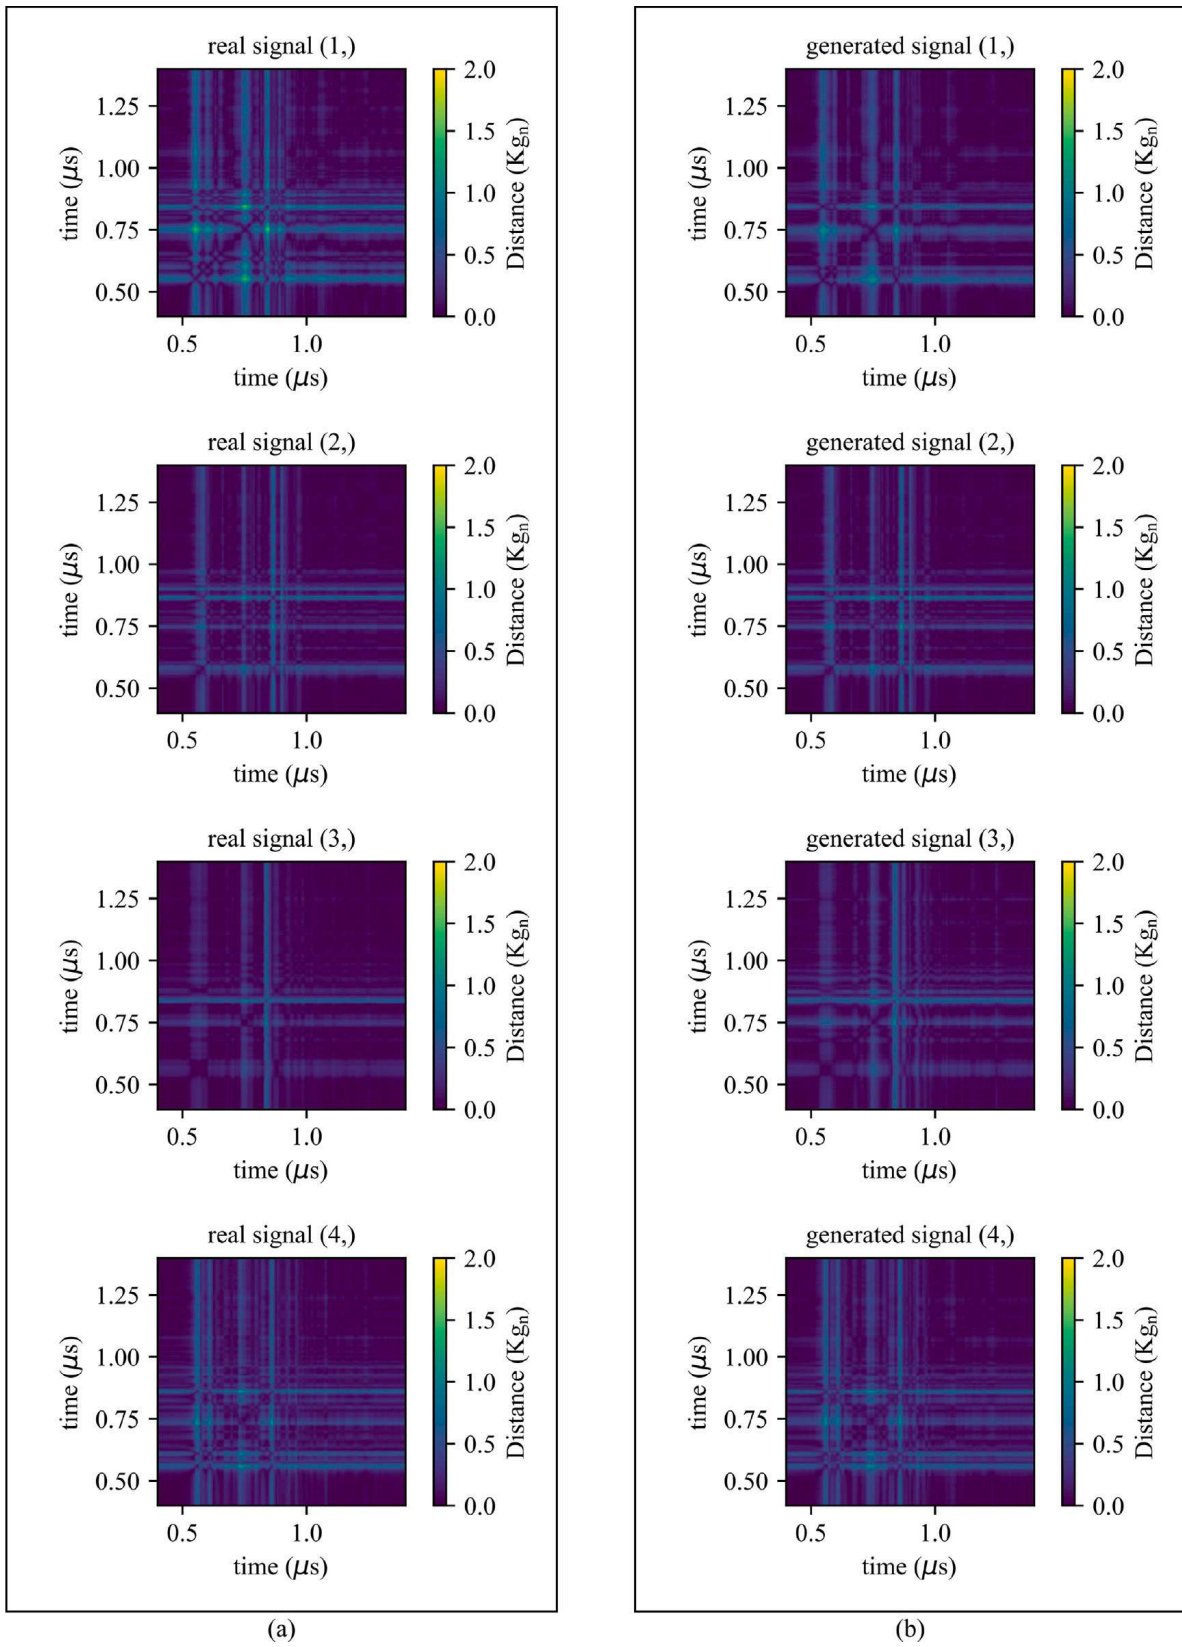 real signal (1,)
2.0
1.25
1.5
1.00
time (μs)
1.0
Distance (Kgn)
0.75
0.5
0.50
0.0
0.5 1.0
time (μs)
real signal (2,)
2.0
1.25
1.5
1.00
time (μs)
1.0
Distance (Kgn)
0.75
0.5
0.50
0.0
0.5 1.0
time (μs)
real signal (3,)
2.0
1.25
1.5
1.00
time (μs)
1.0
Distance (Kgn)
0.75
0.5
0.50
0.0
0.5 1.0
time (μs)
real signal (4,)
2.0
1.25
1.5
1.00
time (μs)
1.0
Distance (Kgn)
0.75
0.5
0.50
0.0
0.5 1.0
time (μs)
(a)
generated signal (1,)
2.0
1.25
1.5
1.00
time (μs)
1.0
Distance (Kgn)
0.75
0.5
0.50
0.0
0.5 1.0
time (μs)
generated signal (2,)
2.0
1.25
1.5
1.00
time (μs)
1.0
Distance (Kgn)
0.75
0.5
0.50
0.0
0.5 1.0
time (μs)
generated signal (3,)
2.0
1.25
1.5
1.00
time (μs)
1.0
Distance (Kgn)
0.75
0.5
0.50
0.0
0.5 1.0
time (μs)
generated signal (4,)
2.0
1.25
1.5
1.00
time (μs)
1.0
Distance (Kgn)
0.75
0.5
0.50
0.0
0.5 1.0
time (μs)
(b)